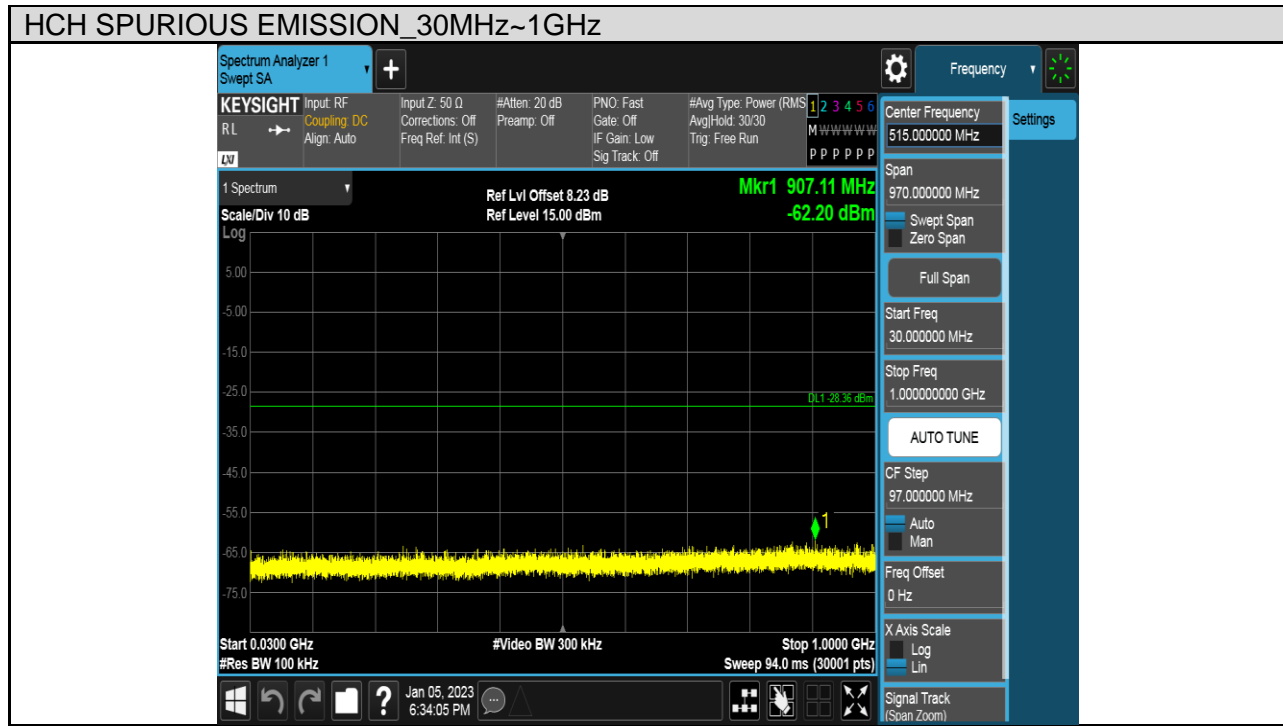 HCH SPURIOUS EMISSION_30MHz~1GHz
Spectrum Analyzer 1
Swept SA
+
Frequency
KEYSIGHT
RL
LXI
Input: RF
Coupling: DC
Align: Auto
Input Z: 50 Ω
Corrections: Off
Freq Ref: Int (S)
#Atten: 20 dB
Preamp: Off
PNO: Fast
Gate: Off
IF Gain: Low
Sig Track: Off
#Avg Type: Power (RMS
Avg|Hold: 30/30
Trig: Free Run
1 2 3 4 5 6
M W W W W W
P P P P P P
Center Frequency
515.000000 MHz
Settings
Span
970.000000 MHz
Swept Span
Zero Span
Full Span
Start Freq
30.000000 MHz
Stop Freq
1.000000000 GHz
AUTO TUNE
CF Step
97.000000 MHz
Auto
Man
Freq Offset
0 Hz
X Axis Scale
Log
Lin
Signal Track
(Span Zoom)
1 Spectrum
Scale/Div 10 dB
Ref Lvl Offset 8.23 dB
Ref Level 15.00 dBm
Mkr1 907.11 MHz
-62.20 dBm
Log
5.00
-5.00
-15.0
-25.0
DL1 -28.36 dBm
-35.0
-45.0
-55.0
1
-65.0
-75.0
Start 0.0300 GHz
#Res BW 100 kHz
#Video BW 300 kHz
Stop 1.0000 GHz
Sweep 94.0 ms (30001 pts)
?
Jan 05, 2023
6:34:05 PM